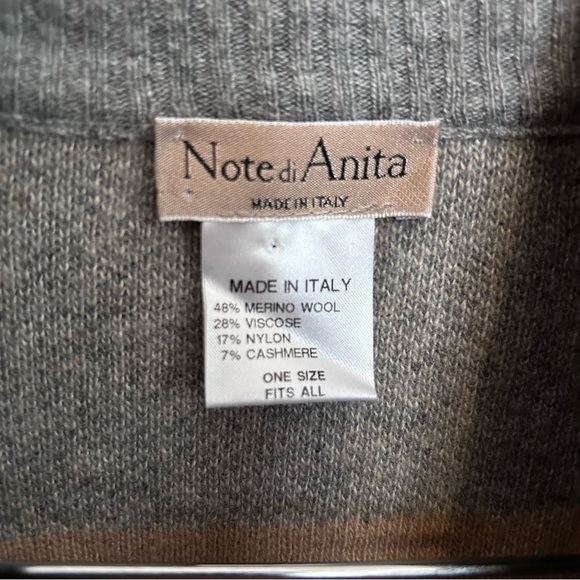 Note di Anita
MADE IN ITALY
MADE IN ITALY
48% MERINO WOOL
28% VISCOSE
17% NYLON
7% CASHMERE
ONE SIZE
FITS ALL